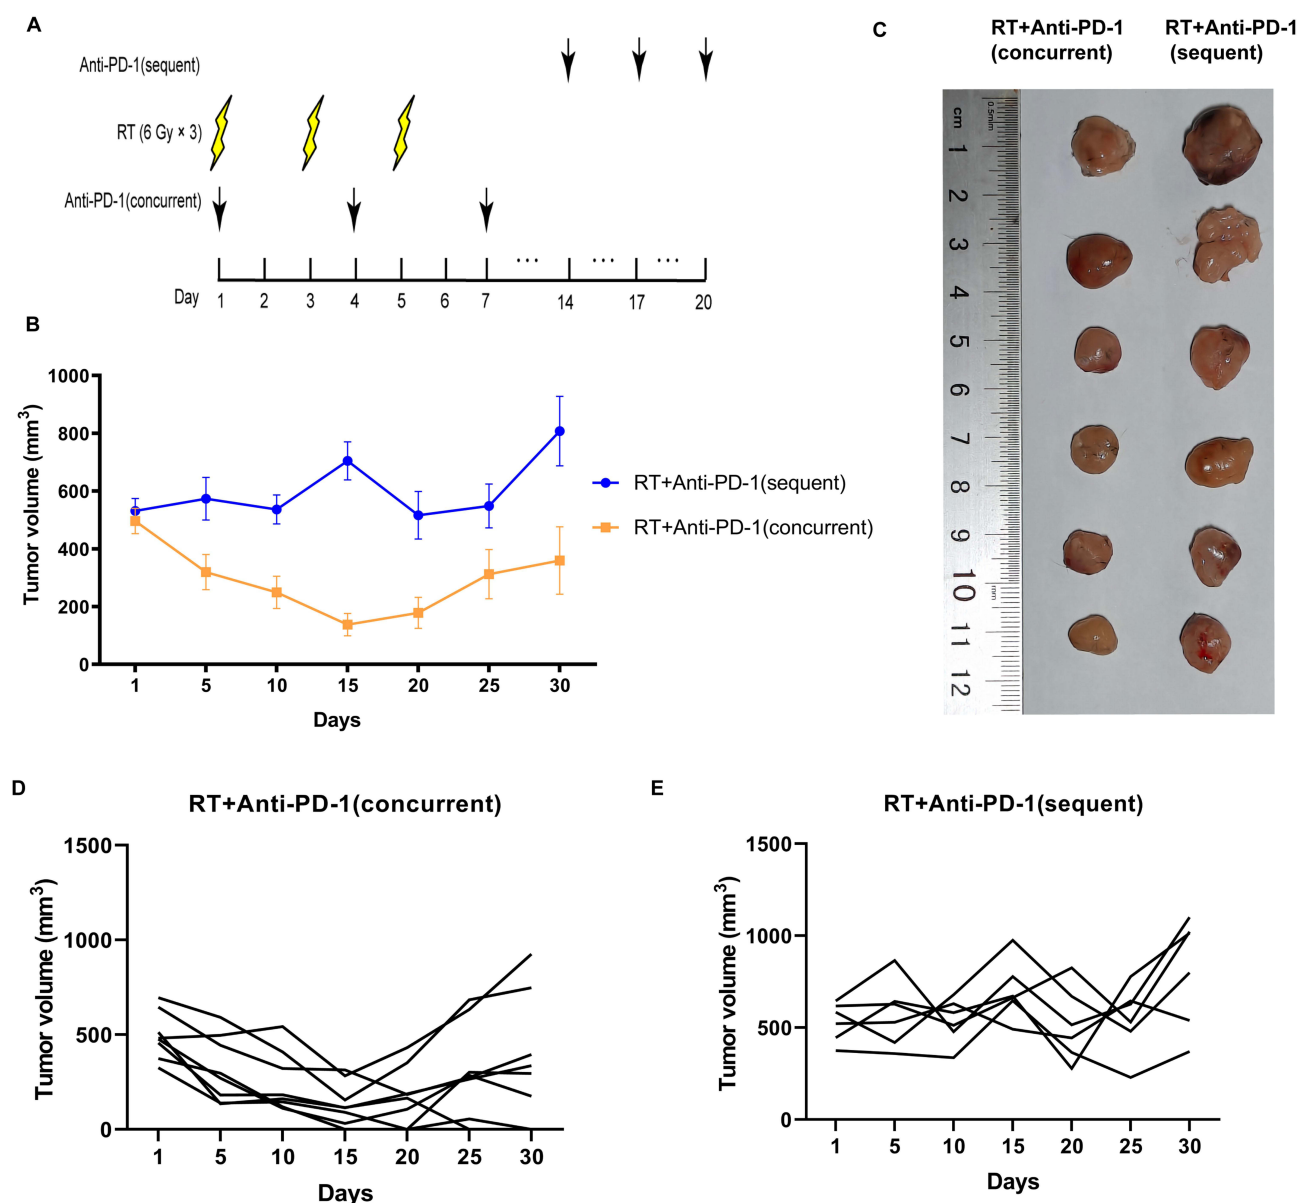 A
Anti-PD-1(sequent)
RT (6 Gy × 3)
Anti-PD-1(concurrent)
... ... ...
Day 1 2 3 4 5 6 7 14 17 20
B
1000
800
600
400
200
0
Tumor volume (mm³)
1 5 10 15 20 25 30
Days
RT+Anti-PD-1(sequent)
RT+Anti-PD-1(concurrent)
C
RT+Anti-PD-1
(concurrent)
RT+Anti-PD-1
(sequent)
cm
0.5mm
1
2
3
4
5
6
7
8
9
10
mm
11
12
D
RT+Anti-PD-1(concurrent)
1500
1000
500
0
Tumor volume (mm³)
1 5 10 15 20 25 30
Days
E
RT+Anti-PD-1(sequent)
1500
1000
500
0
Tumor volume (mm³)
1 5 10 15 20 25 30
Days